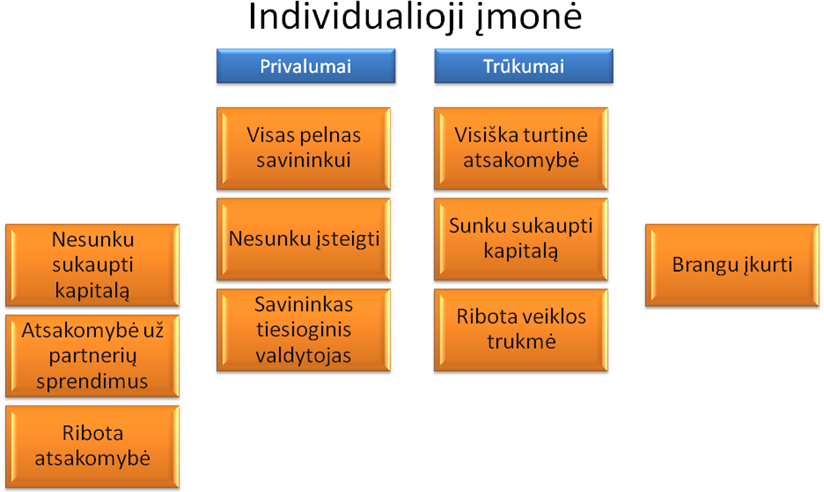 Individualioji įmonė
Privalumai
Trūkumai
Visas pelnas
savininkui
Visiška turtinė
atsakomybė
Nesunku įsteigti
Sunku sukaupti
kapitalą
Savininkas
tiesioginis
valdytojas
Ribota veiklos
trukmė
Nesunku
sukaupti
kapitalą
Atsakomybė už
partnerių
sprendimus
Ribota
atsakomybė
Brangu įkurti